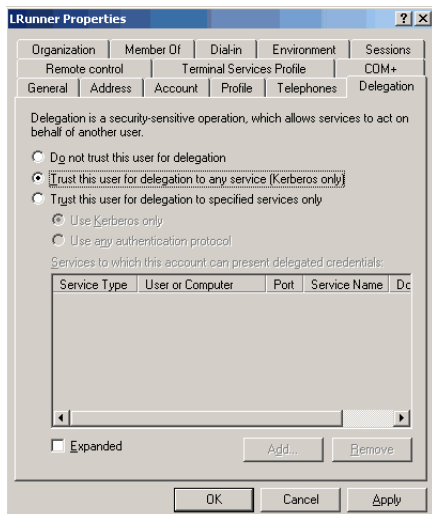 LRunner Properties
Organization Member Of Dial-in Environment Sessions
Remote control Terminal Services Profile COM+
General Address Account Profile Telephones Delegation
Delegation is a security-sensitive operation, which allows services to act on
behalf of another user.
Do not trust this user for delegation
Trust this user for delegation to any service (Kerberos only)
Trust this user for delegation to specified services only
Use Kerberos only
Use any authentication protocol
Services to which this account can present delegated credentials:
Service Type User or Computer Port Service Name Do
Expanded Add... Remove
OK Cancel Apply